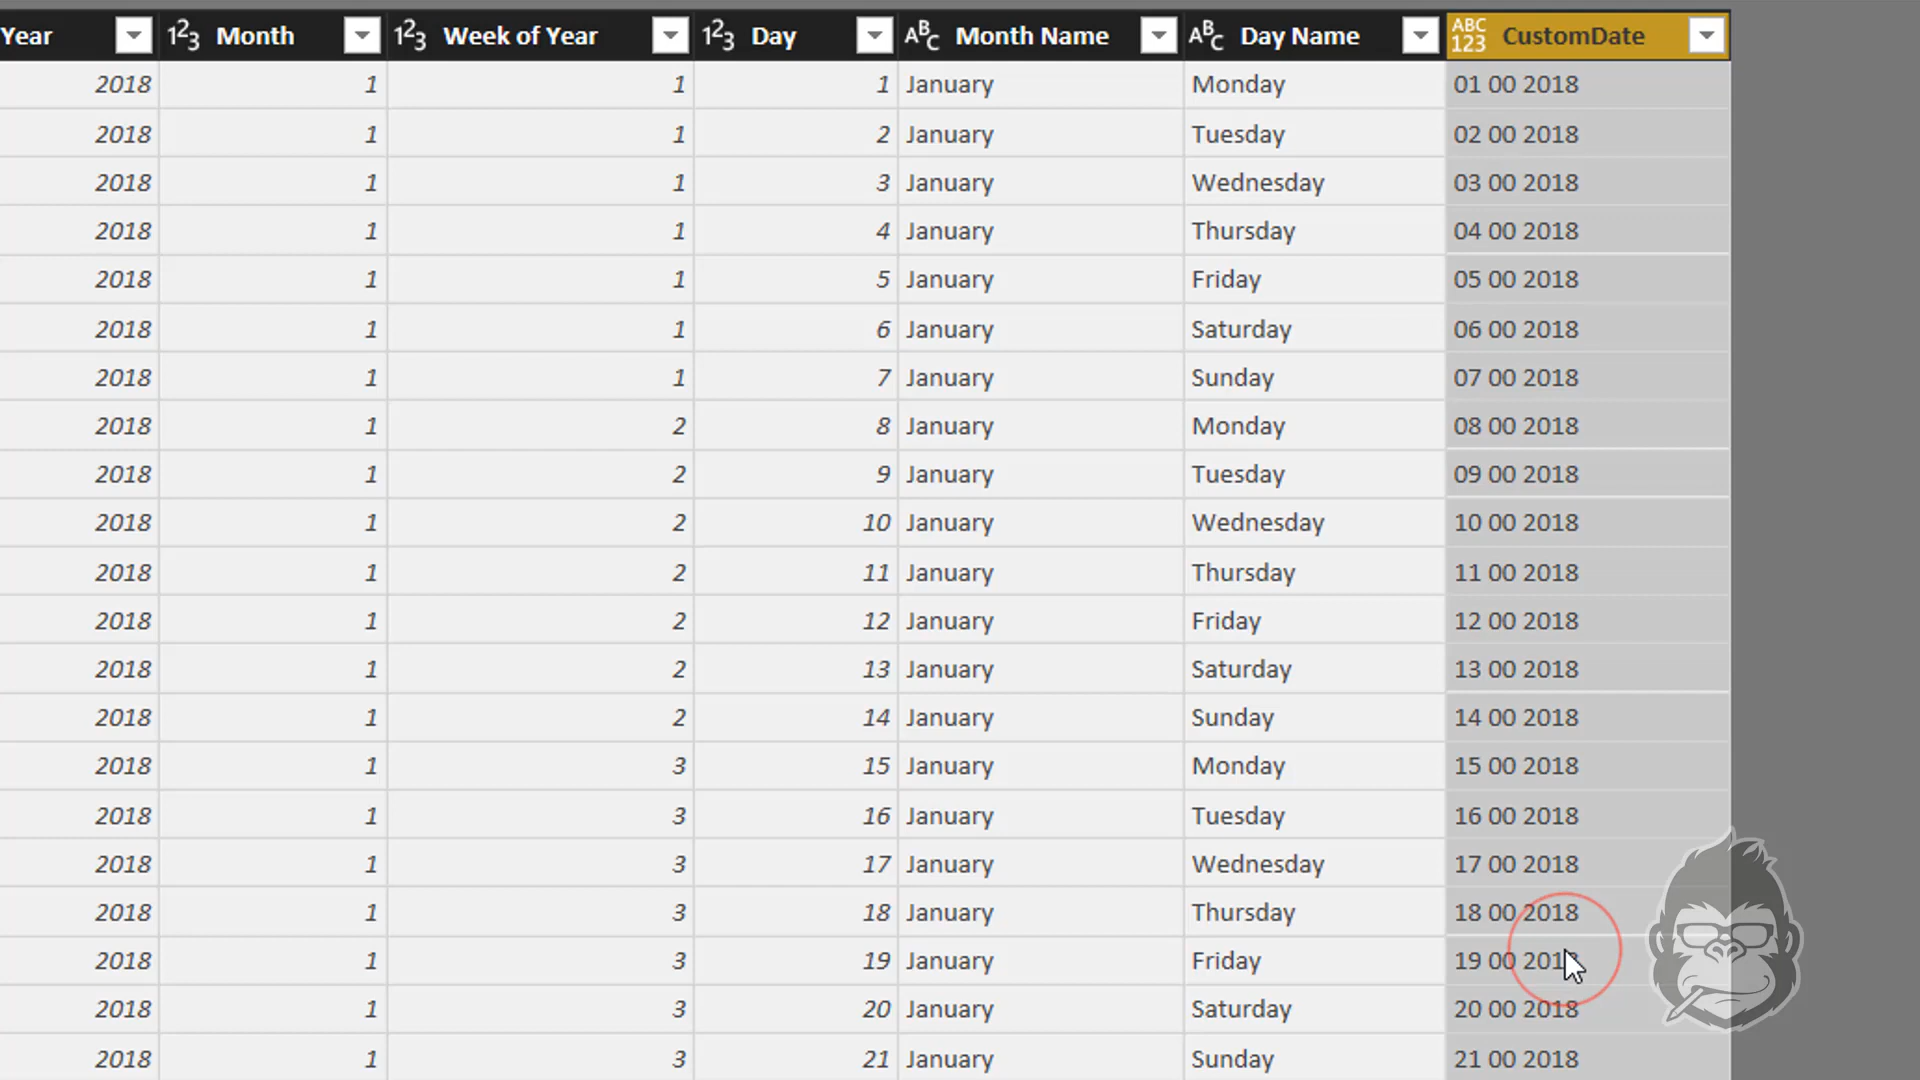 Year 123 Month 123 Week of Year 123 Day ABC Month Name ABC Day Name ABC 123 CustomDate
2018 1 1 1 January Monday 01 00 2018
2018 1 1 2 January Tuesday 02 00 2018
2018 1 1 3 January Wednesday 03 00 2018
2018 1 1 4 January Thursday 04 00 2018
2018 1 1 5 January Friday 05 00 2018
2018 1 1 6 January Saturday 06 00 2018
2018 1 1 7 January Sunday 07 00 2018
2018 1 2 8 January Monday 08 00 2018
2018 1 2 9 January Tuesday 09 00 2018
2018 1 2 10 January Wednesday 10 00 2018
2018 1 2 11 January Thursday 11 00 2018
2018 1 2 12 January Friday 12 00 2018
2018 1 2 13 January Saturday 13 00 2018
2018 1 2 14 January Sunday 14 00 2018
2018 1 3 15 January Monday 15 00 2018
2018 1 3 16 January Tuesday 16 00 2018
2018 1 3 17 January Wednesday 17 00 2018
2018 1 3 18 January Thursday 18 00 2018
2018 1 3 19 January Friday 19 00 2018
2018 1 3 20 January Saturday 20 00 2018
2018 1 3 21 January Sunday 21 00 2018